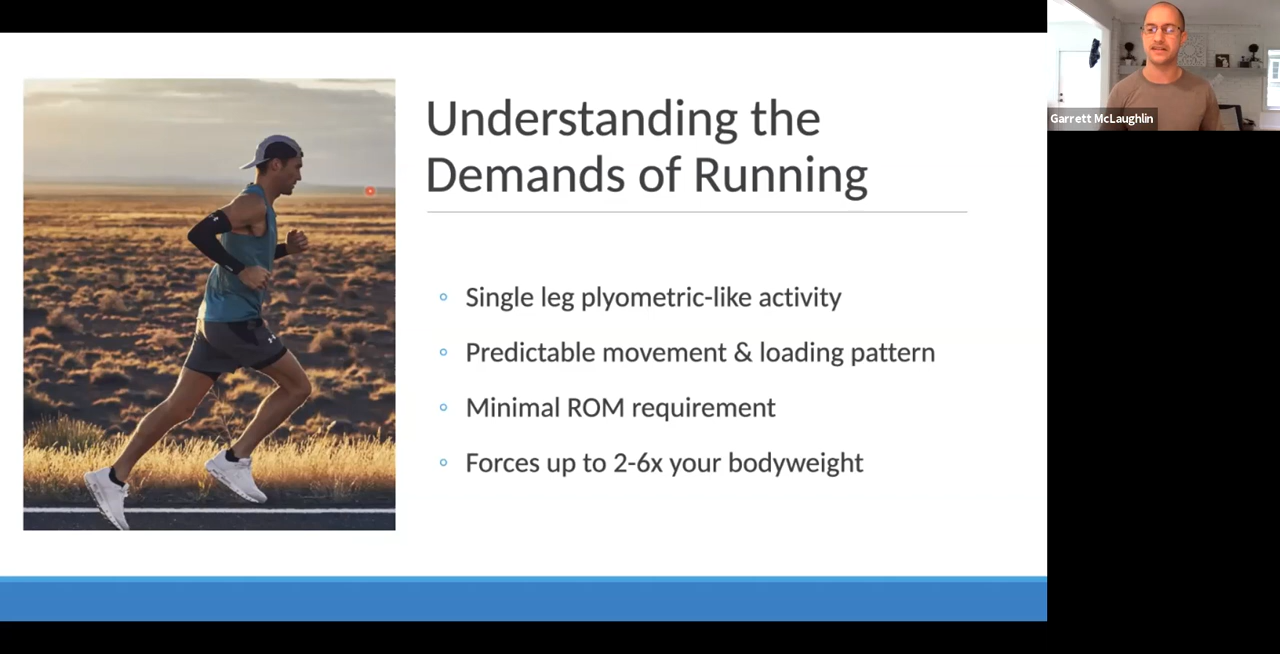 Understanding the
Demands of Running
Single leg plyometric-like activity
Predictable movement & loading pattern
Minimal ROM requirement
Forces up to 2-6x your bodyweight
Garrett McLaughlin